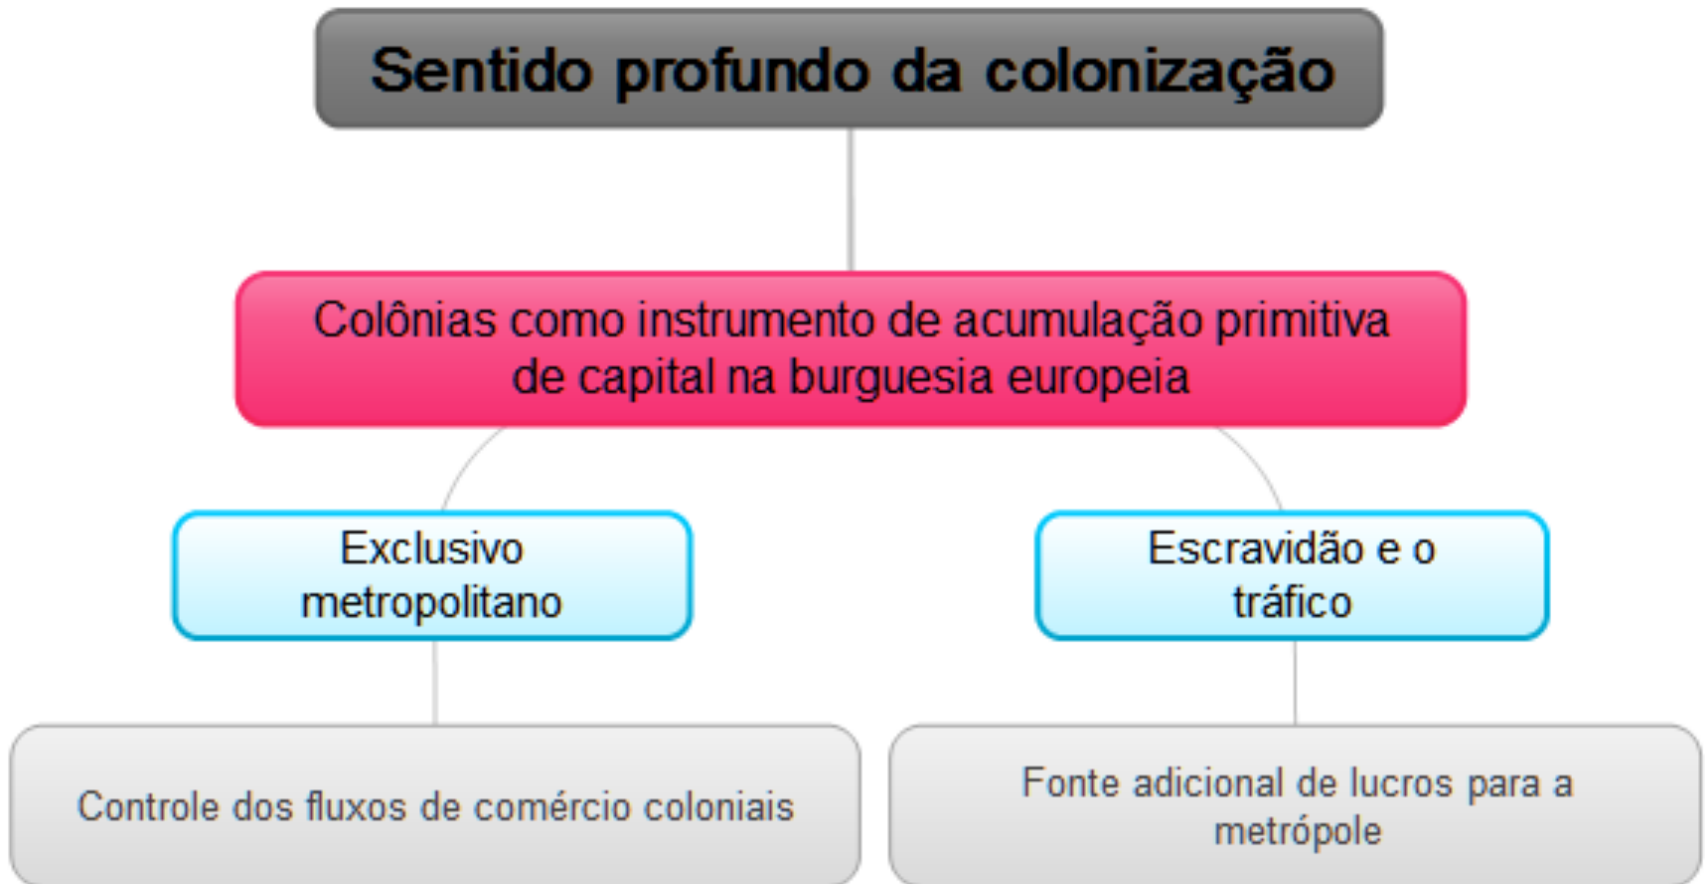 Sentido profundo da colonização
Colônias como instrumento de acumulação primitiva
de capital na burguesia europeia
Exclusivo
metropolitano
Escravidão e o
tráfico
Controle dos fluxos de comércio coloniais
Fonte adicional de lucros para a
metrópole